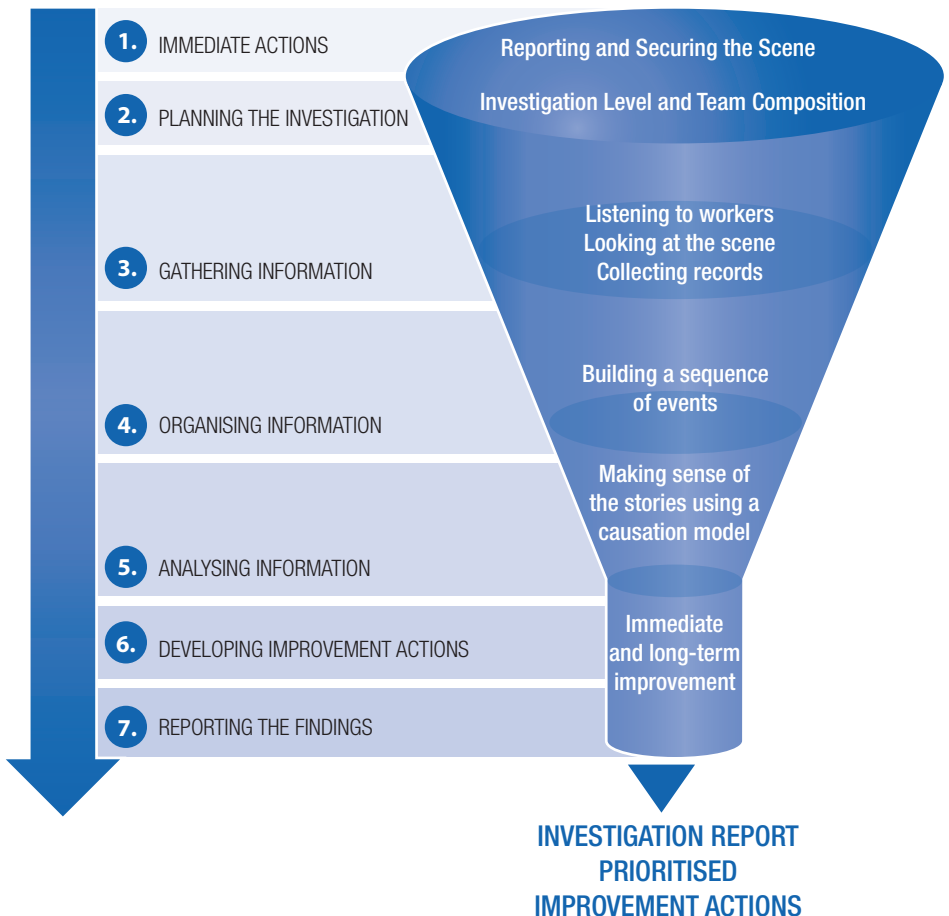 1. IMMEDIATE ACTIONS
Reporting and Securing the Scene
2. PLANNING THE INVESTIGATION
Investigation Level and Team Composition
3. GATHERING INFORMATION
Listening to workers
Looking at the scene
Collecting records
4. ORGANISING INFORMATION
Building a sequence
of events
5. ANALYSING INFORMATION
Making sense of
the stories using a
causation model
6. DEVELOPING IMPROVEMENT ACTIONS
Immediate
and long-term
improvement
7. REPORTING THE FINDINGS
INVESTIGATION REPORT
PRIORITISED
IMPROVEMENT ACTIONS